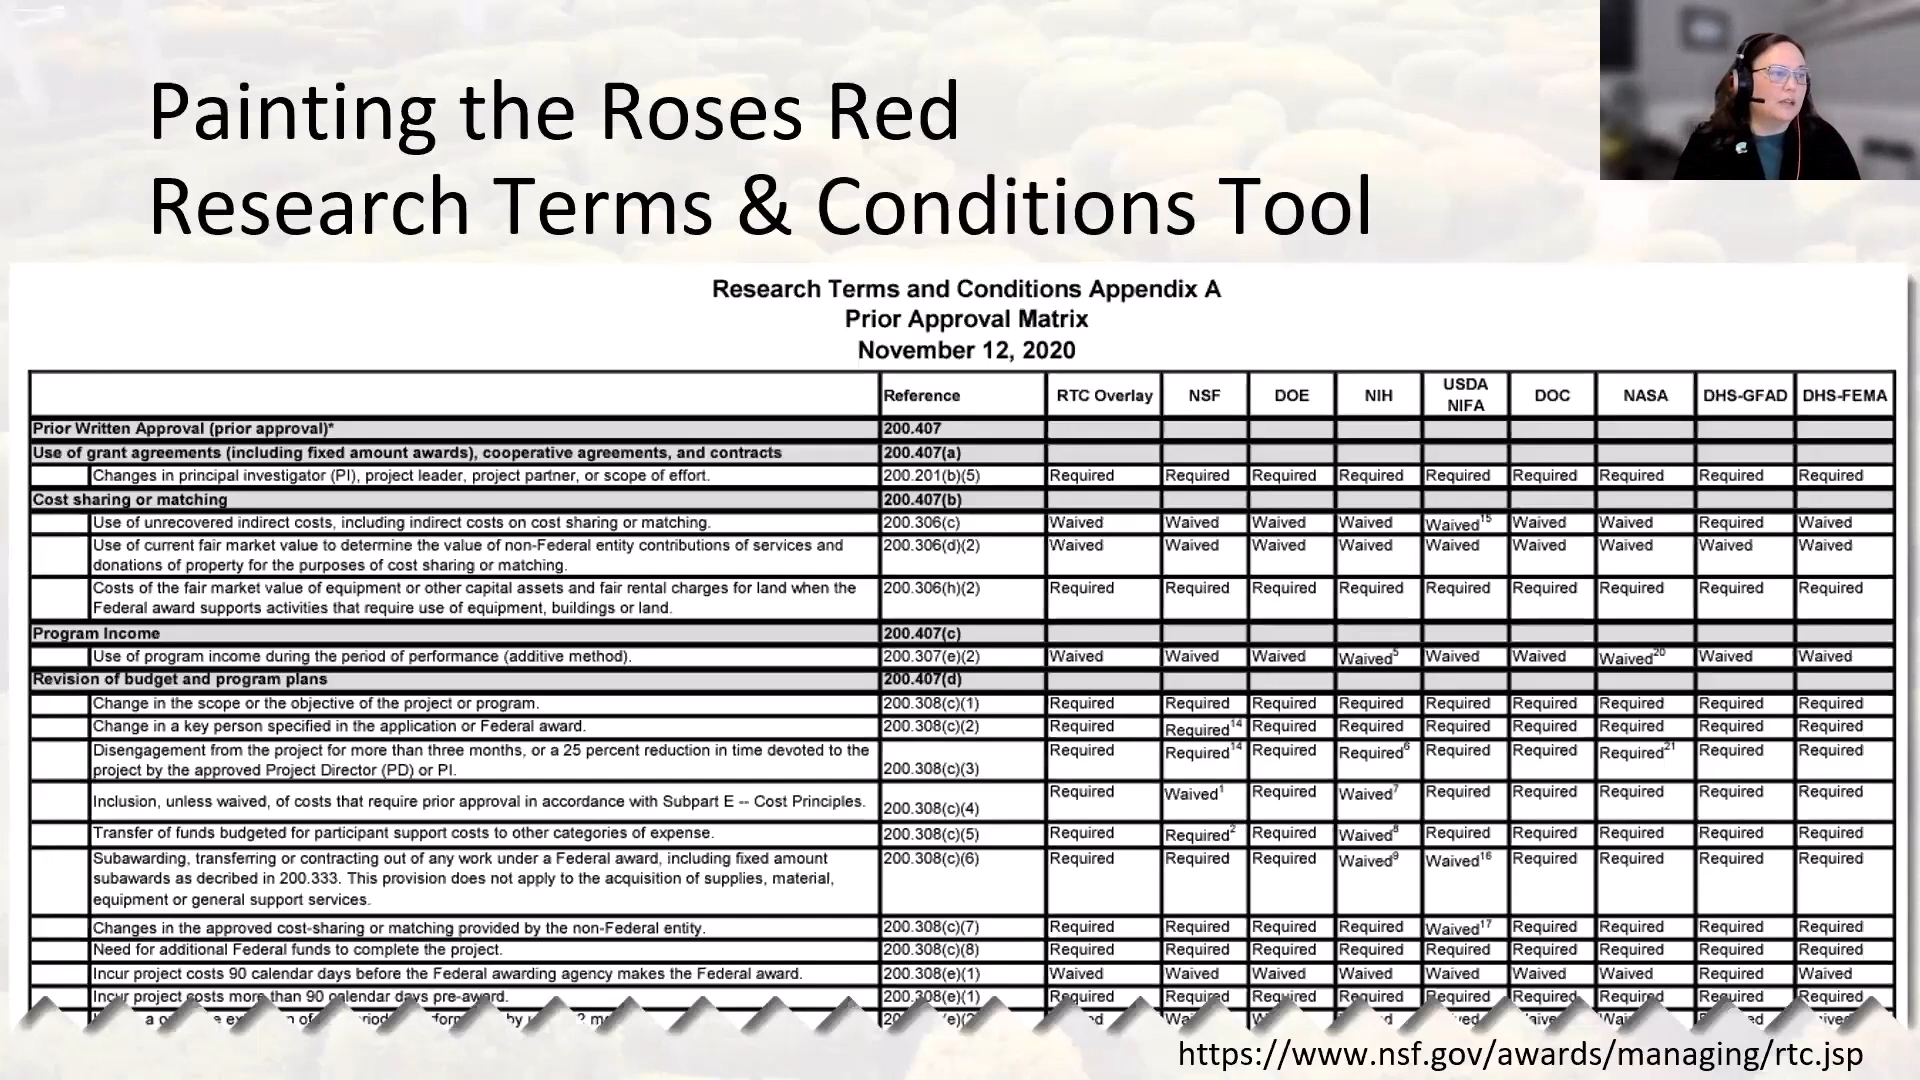 Painting the Roses Red
Research Terms & Conditions Tool
Research Terms and Conditions Appendix A
Prior Approval Matrix
November 12, 2020
Reference RTC Overlay NSF DOE NIH USDA NIFA DOC NASA DHS-GFAD DHS-FEMA
Prior Written Approval (prior approval)* 200.407
Use of grant agreements (including fixed amount awards), cooperative agreements, and contracts 200.407(a)
Changes in principal investigator (PI), project leader, project partner, or scope of effort. 200.201(b)(5) Required Required Required Required Required Required Required Required Required
Cost sharing or matching 200.407(b)
Use of unrecovered indirect costs, including indirect costs on cost sharing or matching. 200.306(c) Waived Waived Waived Waived Waived15 Waived Waived Required Waived
Use of current fair market value to determine the value of non-Federal entity contributions of services and 200.306(d)(2) Waived Waived Waived Waived Waived Waived Waived Waived Waived
donations of property for the purposes of cost sharing or matching.
Costs of the fair market value of equipment or other capital assets and fair rental charges for land when the 200.306(h)(2) Required Required Required Required Required Required Required Required Required
Federal award supports activities that require use of equipment, buildings or land.
Program Income 200.407(c)
Use of program income during the period of performance (additive method). 200.307(e)(2) Waived Waived Waived Waived5 Waived Waived Waived20 Waived Waived
Revision of budget and program plans 200.407(d)
Change in the scope or the objective of the project or program. 200.308(c)(1) Required Required Required Required Required Required Required Required Required
Change in a key person specified in the application or Federal award. 200.308(c)(2) Required Required14 Required Required Required Required Required Required Required
Disengagement from the project for more than three months, or a 25 percent reduction in time devoted to the Required Required14 Required Required6 Required Required Required21 Required Required
project by the approved Project Director (PD) or PI. 200.308(c)(3)
Inclusion, unless waived, of costs that require prior approval in accordance with Subpart E -- Cost Principles. 200.308(c)(4) Required Waived1 Required Waived7 Required Required Required Required Required
Transfer of funds budgeted for participant support costs to other categories of expense. 200.308(c)(5) Required Required2 Required Waived8 Required Required Required Required Required
Subawarding, transferring or contracting out of any work under a Federal award, including fixed amount 200.308(c)(6) Required Required Required Waived9 Waived16 Required Required Required Required
subawards as decribed in 200.333. This provision does not apply to the acquisition of supplies, material,
equipment or general support services.
Changes in the approved cost-sharing or matching provided by the non-Federal entity. 200.308(c)(7) Required Required Required Required Waived17 Required Required Required Required
Need for additional Federal funds to complete the project. 200.308(c)(8) Required Required Required Required Required Required Required Required Required
Incur project costs 90 calendar days before the Federal awarding agency makes the Federal award. 200.308(e)(1) Waived Waived Waived Waived Waived Waived Waived Required Waived
Incur project costs more than 90 calendar days pre-award. 200.308(e)(1) Required Required Required Required Required Required Required Required Required
https://www.nsf.gov/awards/managing/rtc.jsp